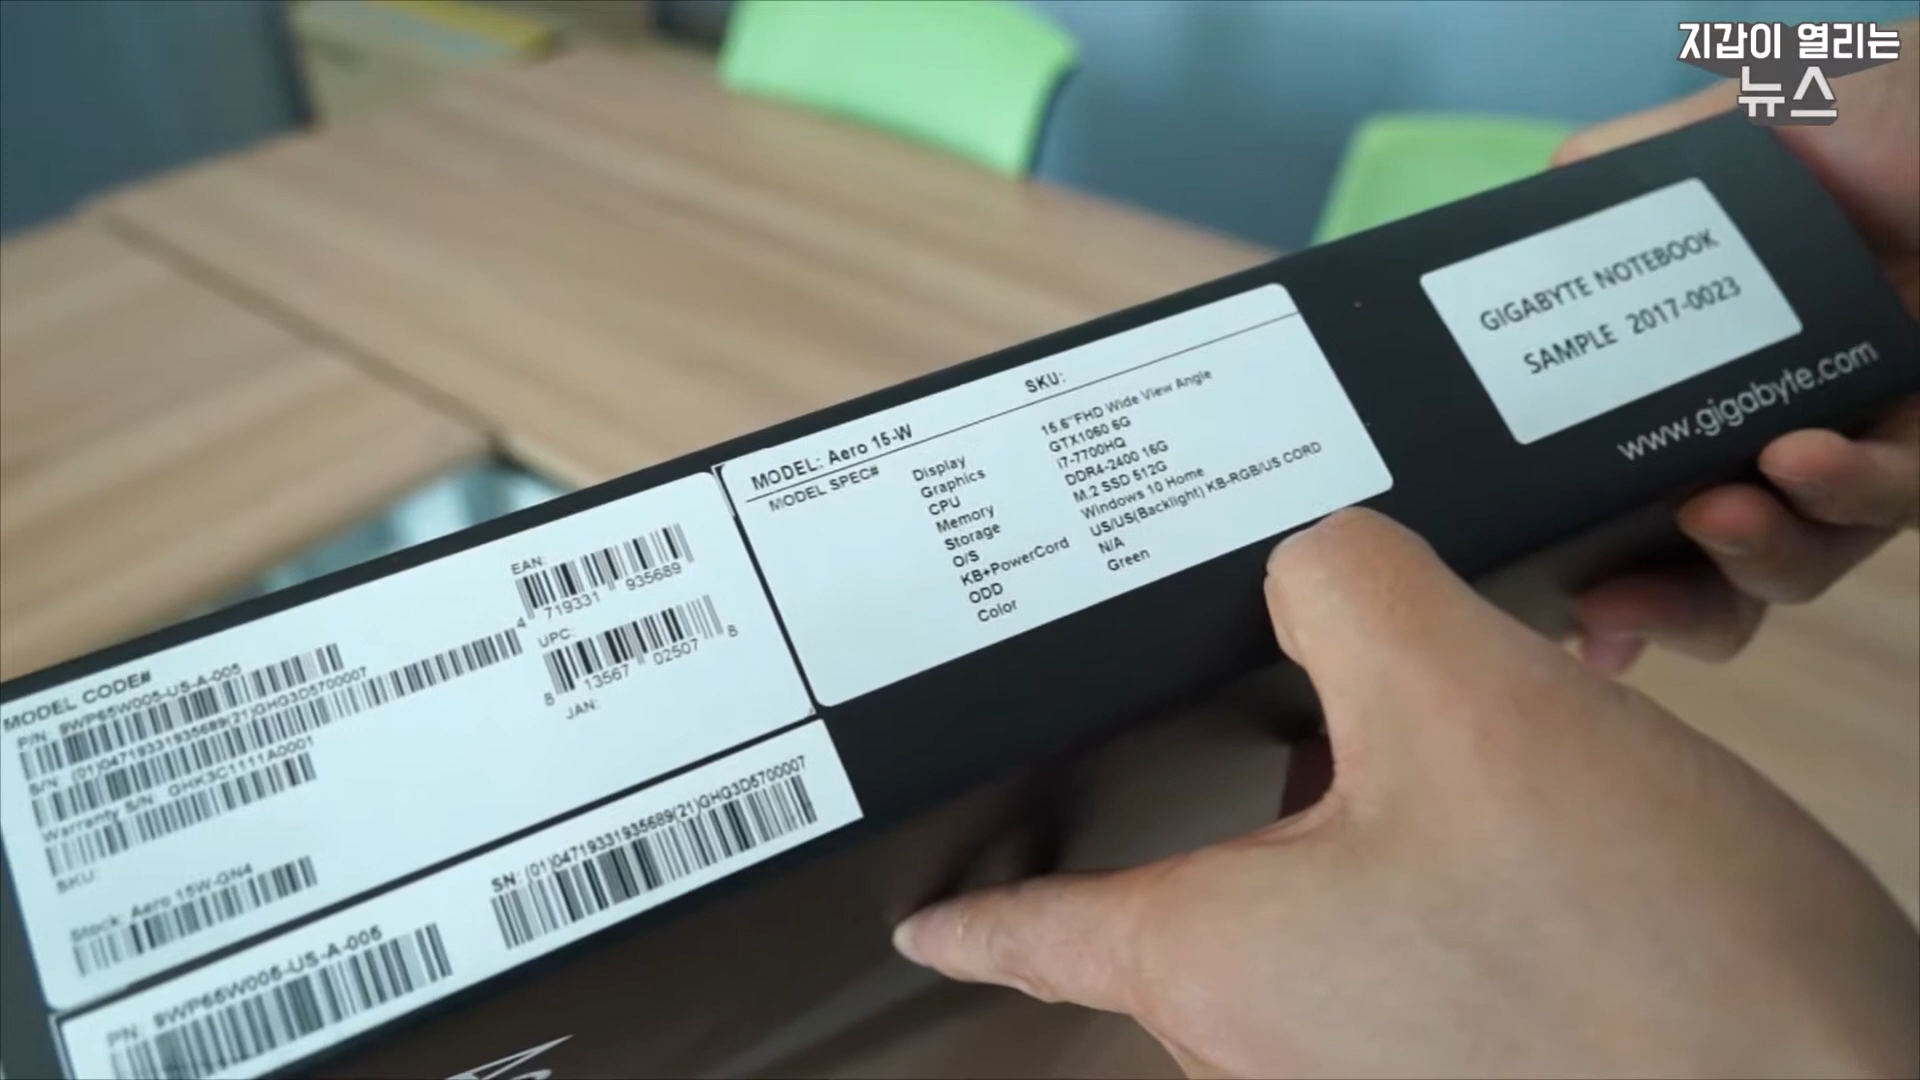 지갑이 열리는
뉴스
GIGABYTE NOTEBOOK
SAMPLE 2017-0023
www.gigabyte.com
SKU:
MODEL: Aero 15-W
MODEL SPEC#
Display 15.6"FHD Wide View Angle
Graphics GTX1060 6G
CPU i7-7700HQ
Memory DDR4-2400 16G
Storage M.2 SSD 512G
O/S Windows 10 Home
KB+PowerCord US/US(Backlight) KB-RGB/US CORD
ODD N/A
Color Green
EAN:
4 719331 935689
UPC:
8 13567 02507 8
JAN:
MODEL CODE#
P/N: 9WP65W005-US-A-005
S/N: (01)04719331935689(21)GHG3D5700007
Warranty S/N: GHK3C1111A0001
SKU:
Stock: Aero 15W-GN4
PN: 9WP65W005-US-A-005
SN: (01)04719331935689(21)GHG3D5700007